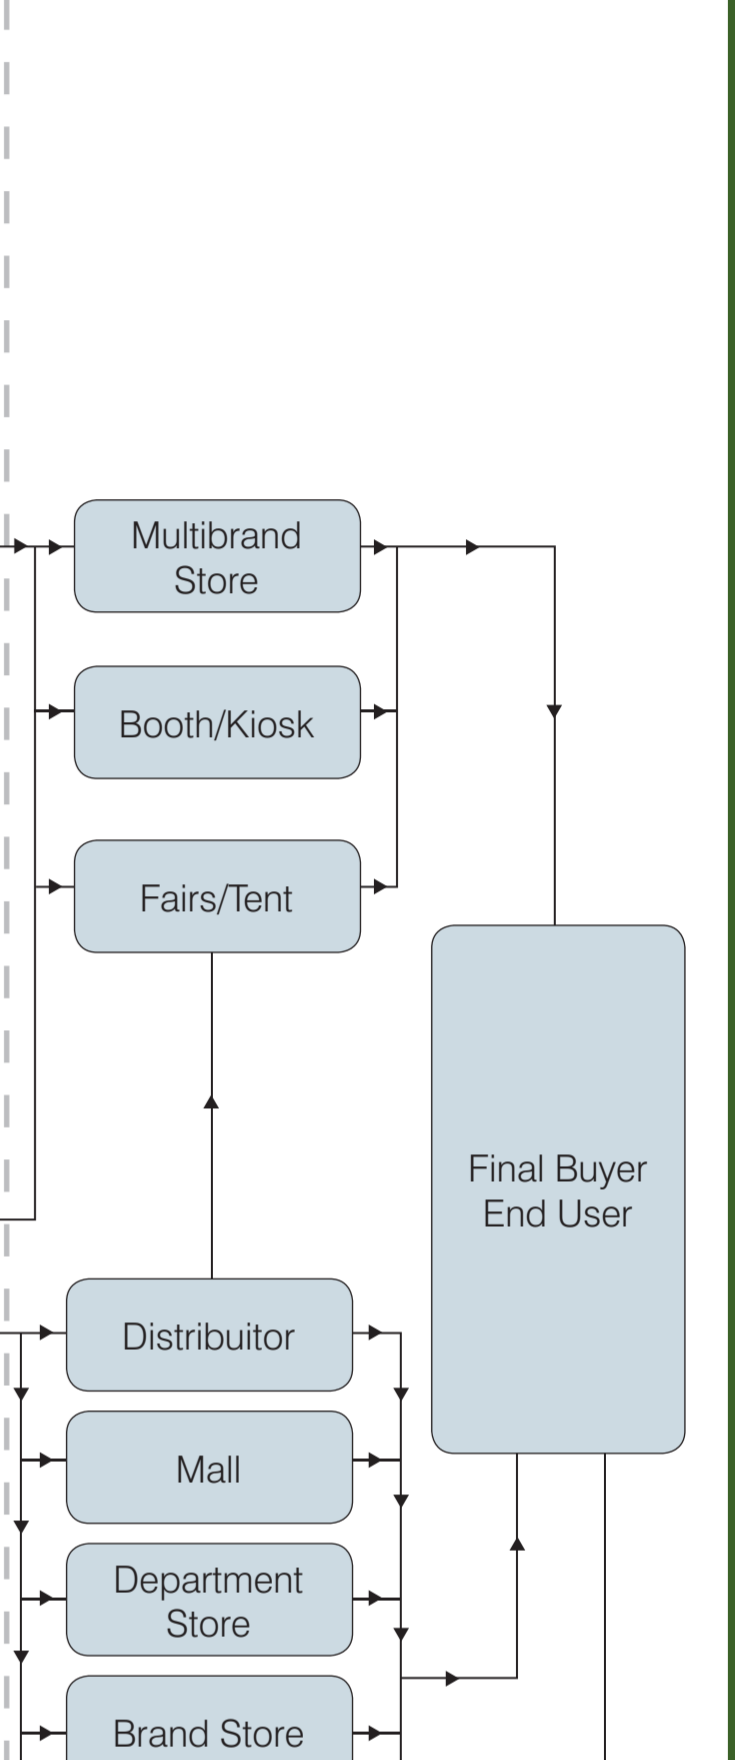 Multibrand
Store
Booth/Kiosk
Fairs/Tent
Final Buyer
End User
Distribuitor
Mall
Department
Store
Brand Store